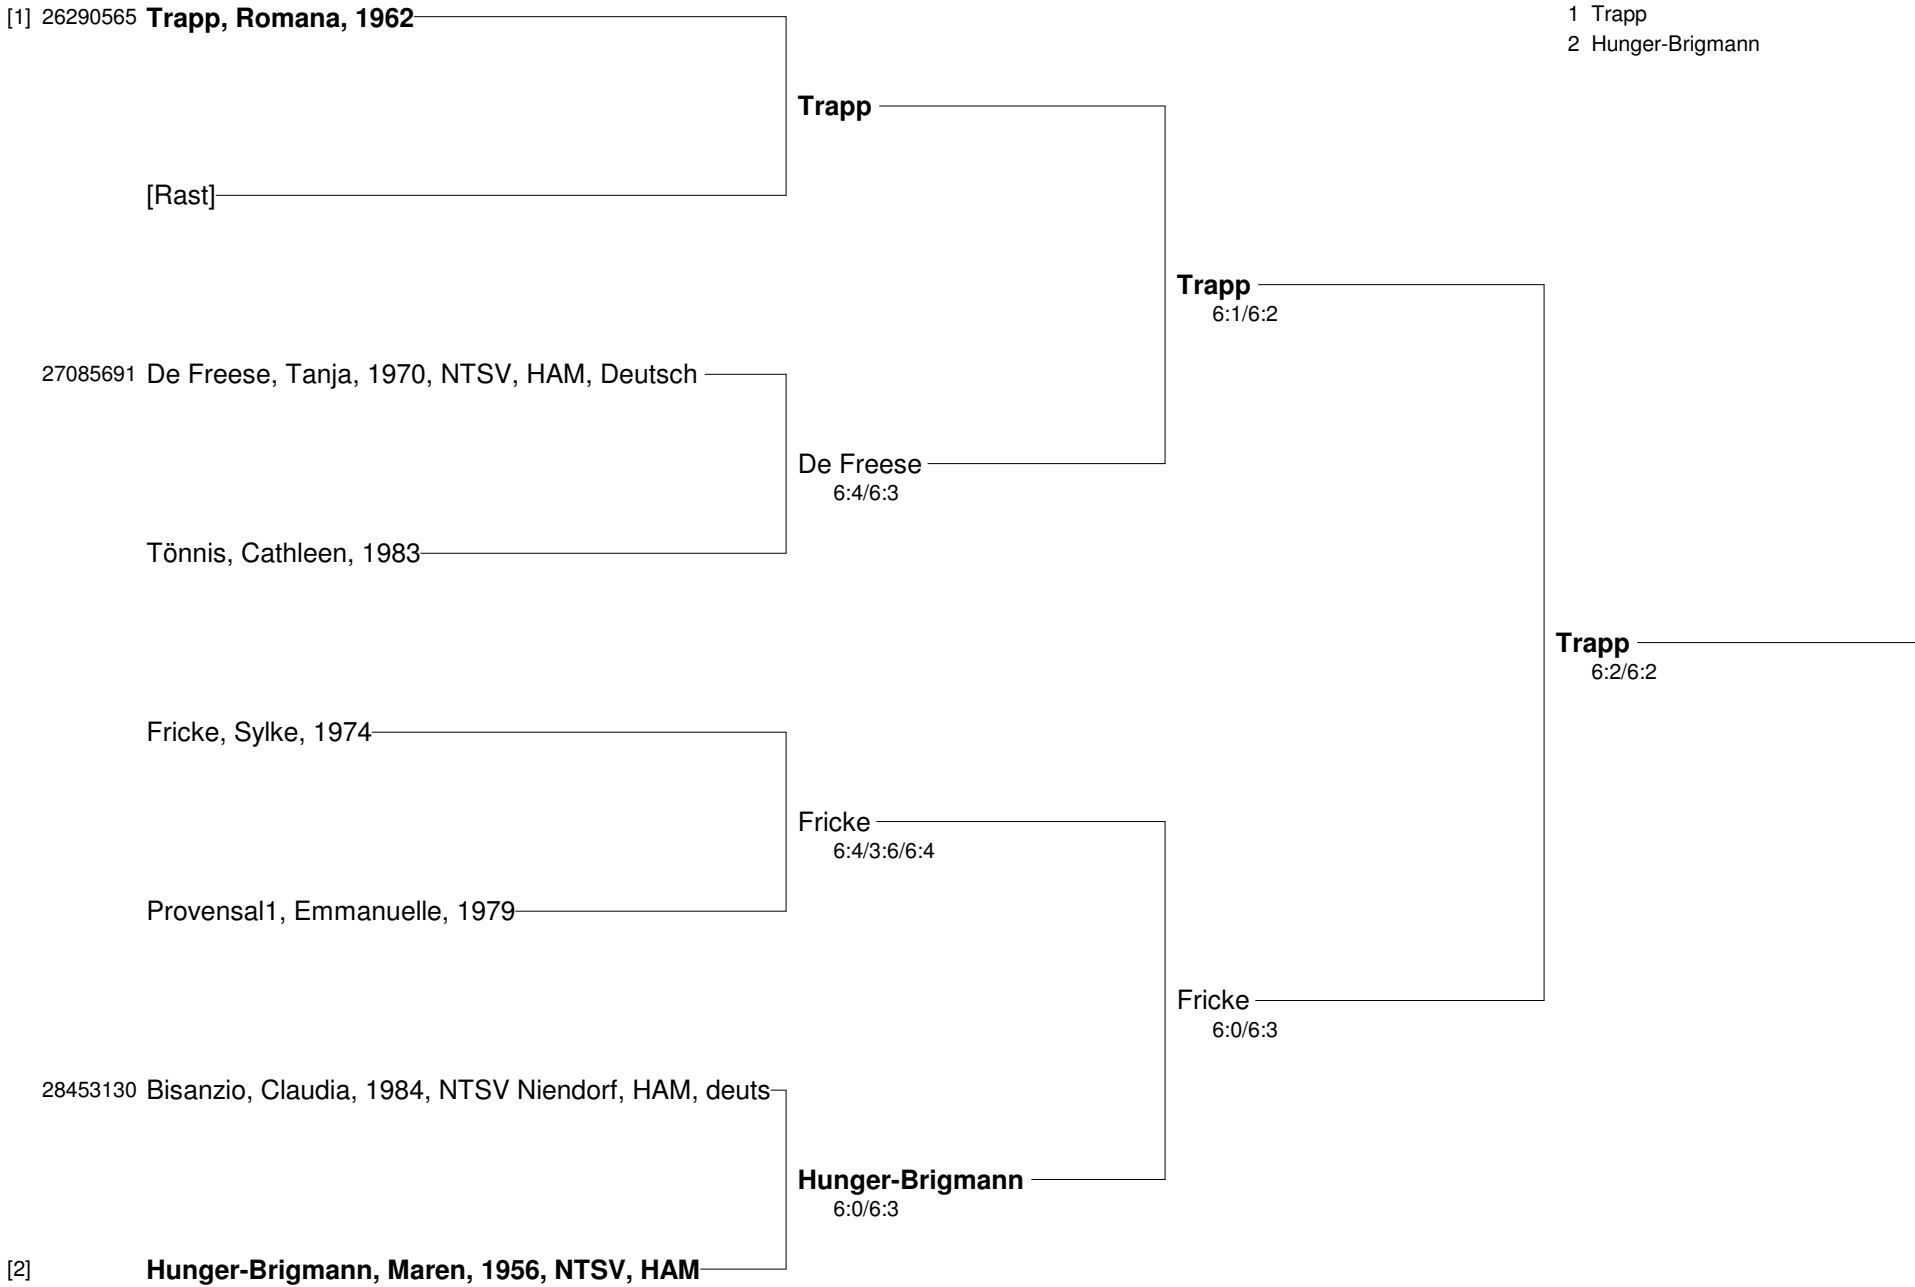 [1] 26290565 Trapp, Romana, 1962
1 Trapp
2 Hunger-Brigmann
Trapp
[Rast]
Trapp
6:1/6:2
27085691 De Freese, Tanja, 1970, NTSV, HAM, Deutsch
De Freese
6:4/6:3
Tönnis, Cathleen, 1983
Trapp
6:2/6:2
Fricke, Sylke, 1974
Fricke
6:4/3:6/6:4
Provensal1, Emmanuelle, 1979
Fricke
6:0/6:3
28453130 Bisanzio, Claudia, 1984, NTSV Niendorf, HAM, deuts
Hunger-Brigmann
6:0/6:3
[2] Hunger-Brigmann, Maren, 1956, NTSV, HAM